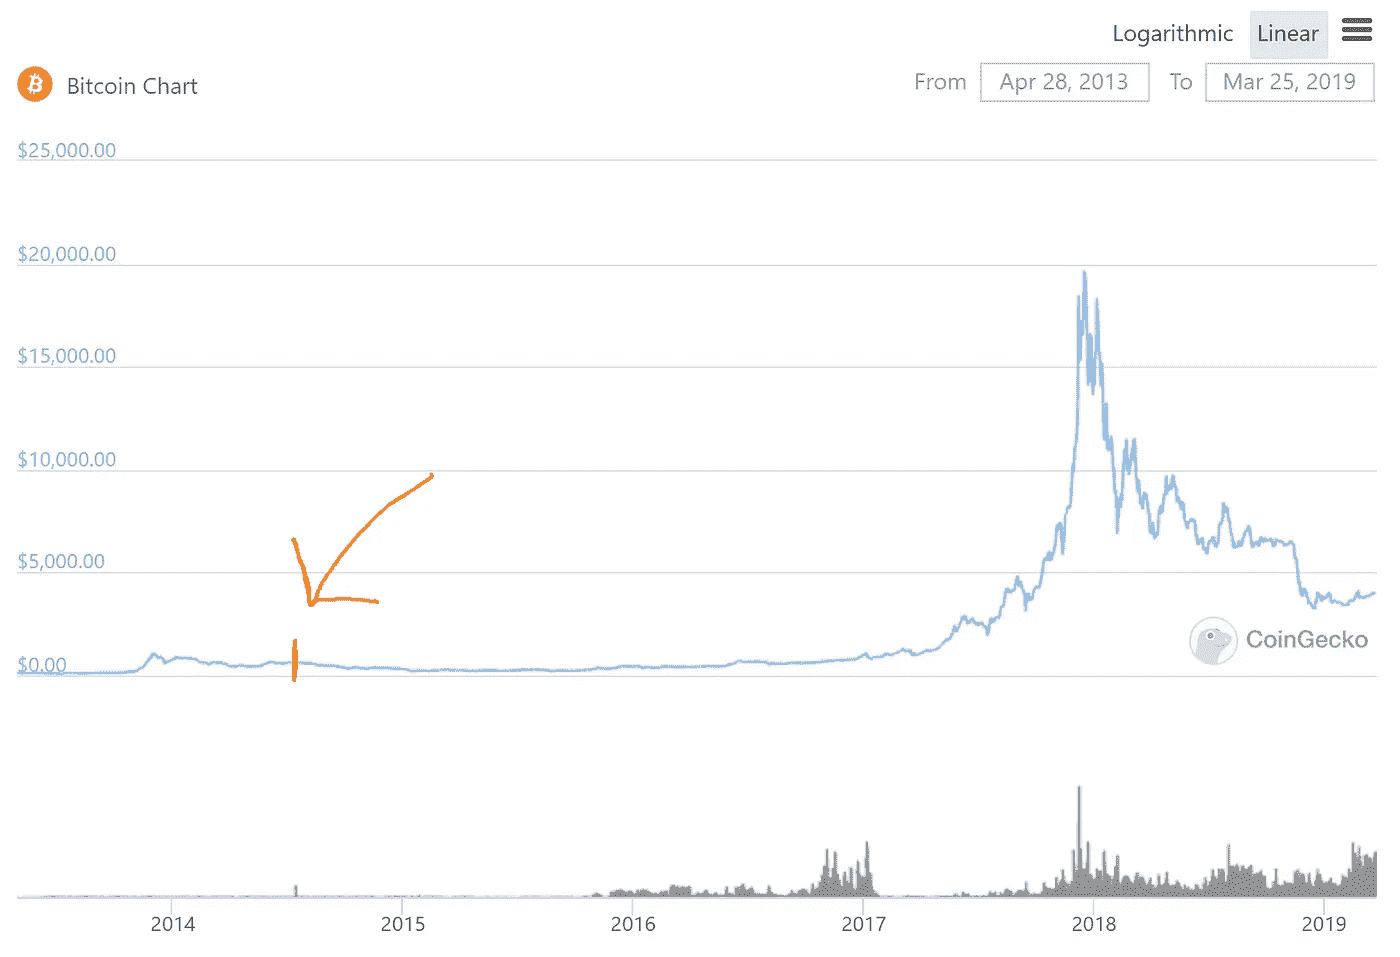 Logarithmic Linear
Bitcoin Chart From Apr 28, 2013 To Mar 25, 2019
$25,000.00
$20,000.00
$15,000.00
$10,000.00
$5,000.00
$0.00
CoinGecko
2014 2015 2016 2017 2018 2019